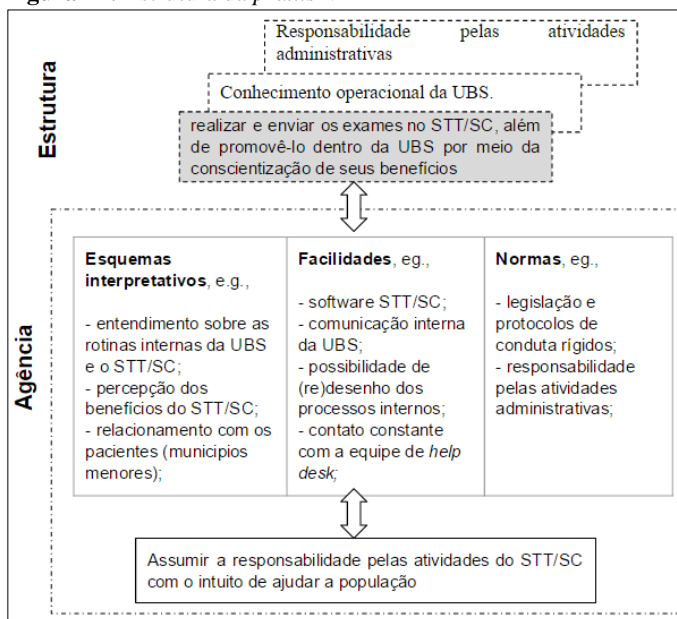 Responsabilidade pelas atividades
administrativas
Conhecimento operacional da UBS.
realizar e enviar os exames no STT/SC, além
de promovê-lo dentro da UBS por meio da
conscientização de seus benefícios
Estrutura
Agência
Esquemas
interpretativos, e.g.,
- entendimento sobre as
rotinas internas da UBS
e o STT/SC;
- percepção dos
benefícios do STT/SC;
- relacionamento com os
pacientes (municipios
menores);
Facilidades, eg.,
- software STT/SC;
- comunicação interna
da UBS;
- possibilidade de
(re)desenho dos
processos internos;
- contato constante
com a equipe de help
desk;
Normas, eg.,
- legislação e
protocolos de
conduta rígidos;
- responsabilidade
pelas atividades
administrativas;
Assumir a responsabilidade pelas atividades do STT/SC
com o intuito de ajudar a população